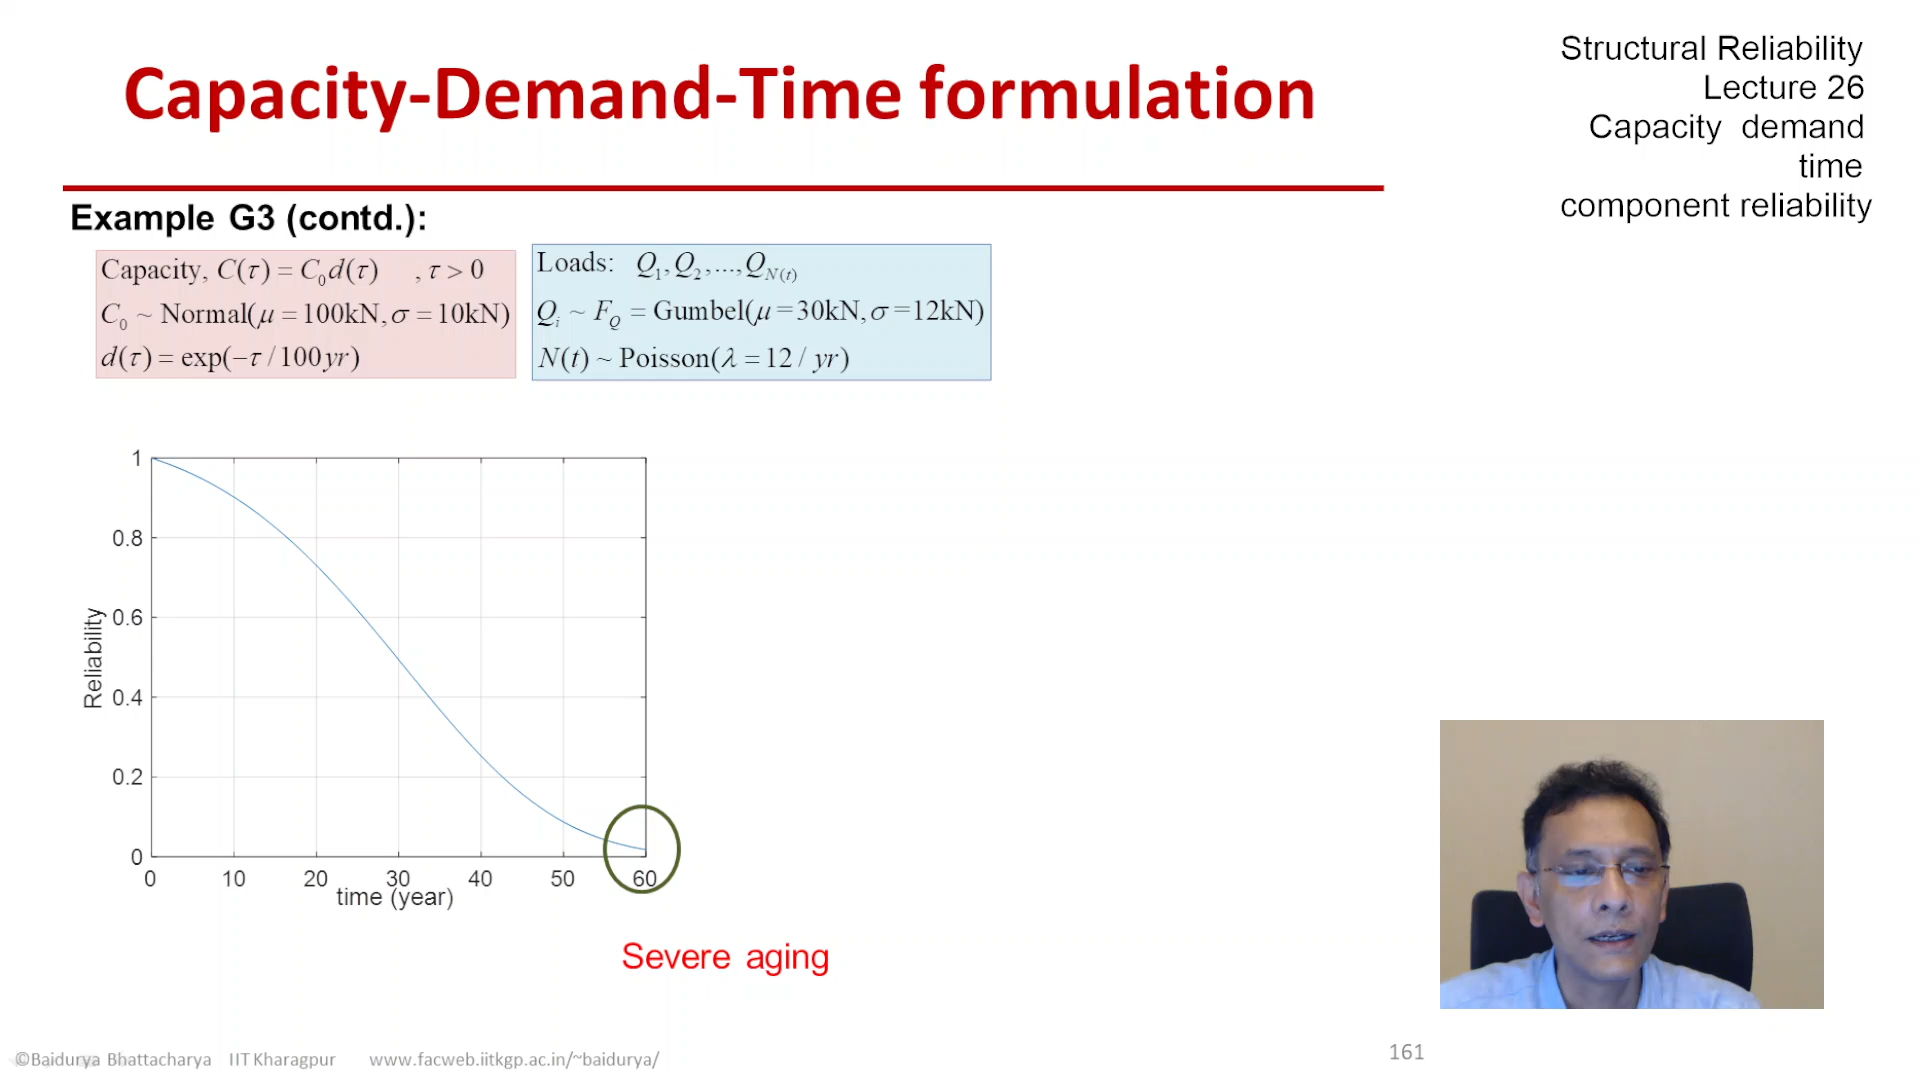 Capacity-Demand-Time formulation
Structural Reliability
Lecture 26
Capacity demand
time
component reliability
Example G3 (contd.):
Capacity, C(τ) = C₀d(τ) , τ > 0
C₀ ~ Normal(μ = 100kN, σ = 10kN)
d(τ) = exp(−τ / 100yr)
Loads: Q₁, Q₂, ..., Q_N(t)
Qᵢ ~ F_Q = Gumbel(μ = 30kN, σ = 12kN)
N(t) ~ Poisson(λ = 12 / yr)
1
0.8
0.6
0.4
0.2
0
Reliability
0 10 20 30 40 50 60
time (year)
Severe aging
©Baidurya Bhattacharya IIT Kharagpur www.facweb.iitkgp.ac.in/~baidurya/
161